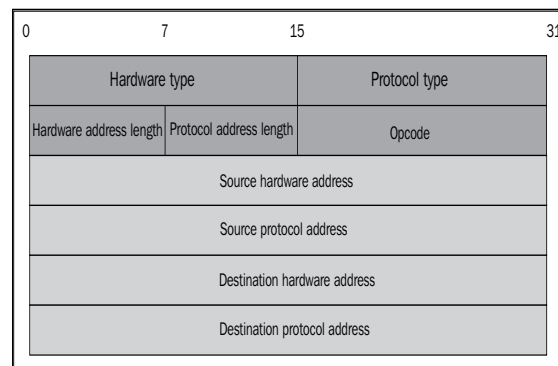 0 7 15 31
Hardware type Protocol type
Hardware address length Protocol address length Opcode
Source hardware address
Source protocol address
Destination hardware address
Destination protocol address